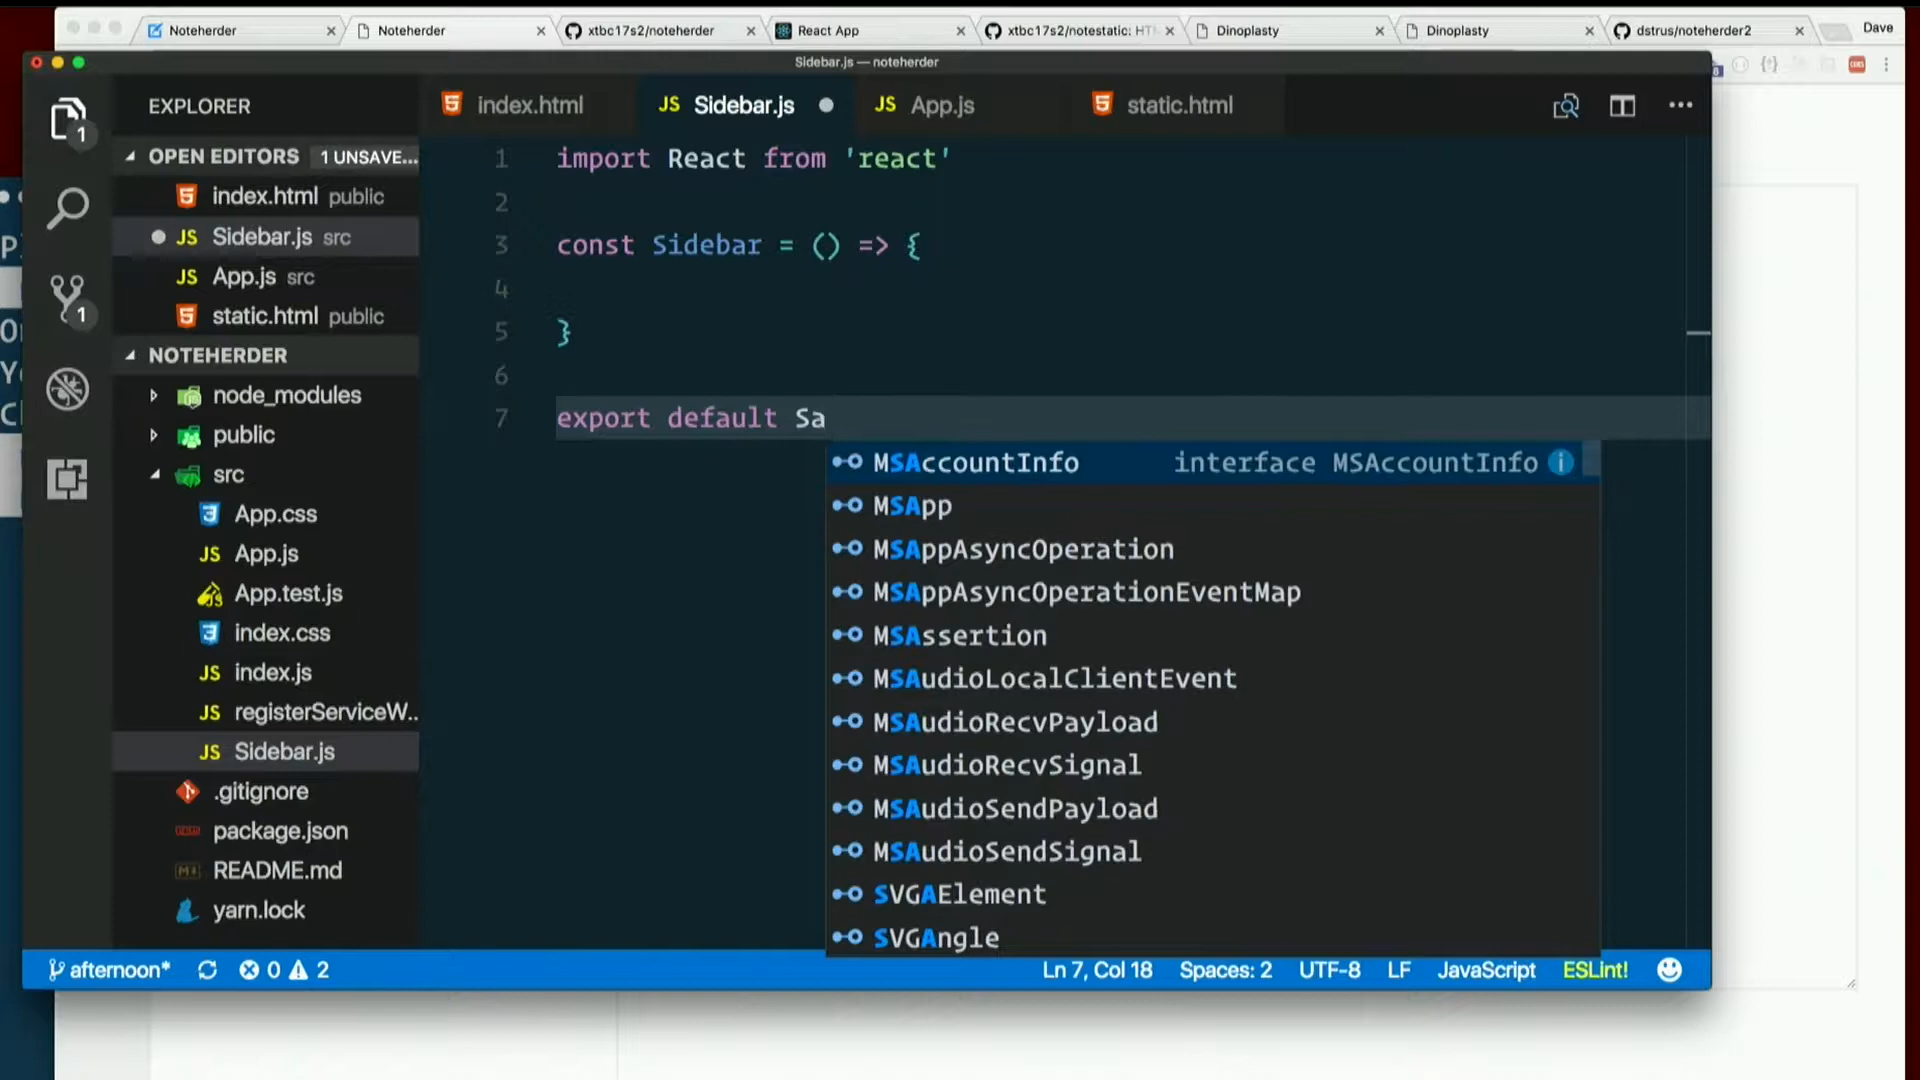 Noteherder
Noteherder
xtbc17s2/noteherder
React App
xtbc17s2/notestatic: HT
Dinoplasty
Dinoplasty
dstrus/noteherder2
Dave
Sidebar.js — noteherder
EXPLORER
OPEN EDITORS 1 UNSAVE...
index.html public
Sidebar.js src
App.js src
static.html public
NOTEHERDER
node_modules
public
src
App.css
App.js
App.test.js
index.css
index.js
registerServiceW..
Sidebar.js
.gitignore
package.json
README.md
yarn.lock
1
1
JS
index.html
JS Sidebar.js
JS App.js
static.html
1 import React from 'react'
2
3 const Sidebar = () => {
4
5 }
6
7 export default Sa
MSAccountInfo interface MSAccountInfo
MSApp
MSAppAsyncOperation
MSAppAsyncOperationEventMap
MSAssertion
MSAudioLocalClientEvent
MSAudioRecvPayload
MSAudioRecvSignal
MSAudioSendPayload
MSAudioSendSignal
SVGAElement
SVGAngle
afternoon* 0 2
Ln 7, Col 18 Spaces: 2 UTF-8 LF JavaScript ESLint!